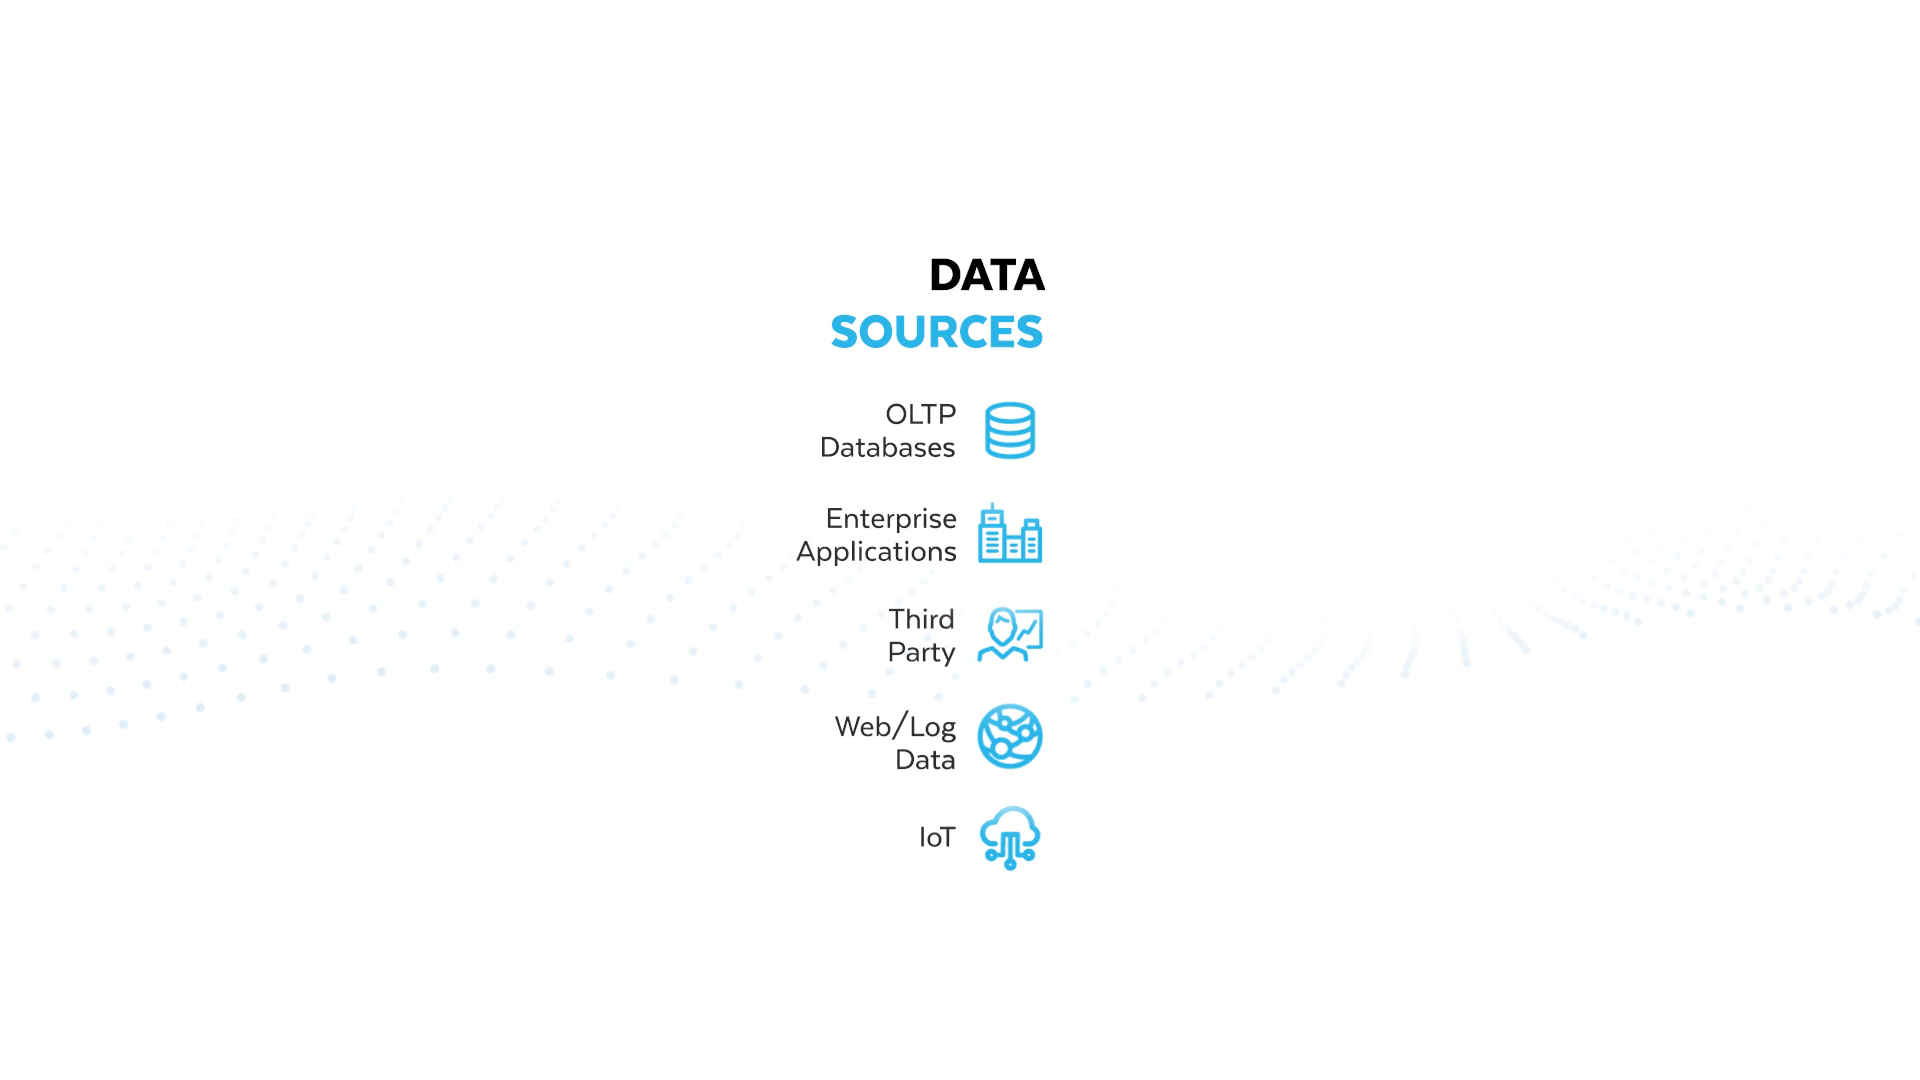 DATA
SOURCES
OLTP
Databases
Enterprise
Applications
Third
Party
Web/Log
Data
IoT